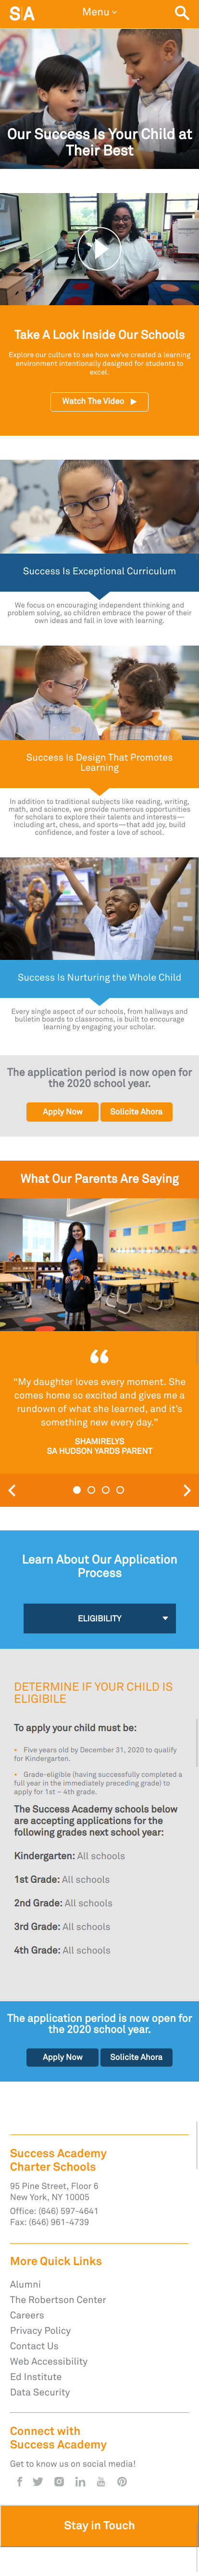 S|A
Menu
Our Success Is Your Child at
Their Best
Take A Look Inside Our Schools
Explore our culture to see how we've created a learning
environment intentionally designed for students to
excel.
Watch The Video
Success Is Exceptional Curriculum
We focus on encouraging independent thinking and
problem solving, so children embrace the power of their
own ideas and fall in love with learning.
Success Is Design That Promotes
Learning
In addition to traditional subjects like reading, writing,
math, and science, we provide numerous opportunities
for scholars to explore their talents and interests—
including art, chess, and sports—that add joy, build
confidence, and foster a love of school.
Success Is Nurturing the Whole Child
Every single aspect of our schools, from hallways and
bulletin boards to classrooms, is built to encourage
learning by engaging your scholar.
The application period is now open for
the 2020 school year.
Apply Now
Solicite Ahora
What Our Parents Are Saying
“My daughter loves every moment. She
comes home so excited and gives me a
rundown of what she learned, and it's
something new every day.”
SHAMIRELYS
SA HUDSON YARDS PARENT
Learn About Our Application
Process
ELIGIBILITY
DETERMINE IF YOUR CHILD IS
ELIGIBILE
To apply your child must be:
• Five years old by December 31, 2020 to qualify
for Kindergarten.
• Grade-eligible (having successfully completed a
full year in the immediately preceding grade) to
apply for 1st – 4th grade.
The Success Academy schools below
are accepting applications for the
following grades next school year:
Kindergarten: All schools
1st Grade: All schools
2nd Grade: All schools
3rd Grade: All schools
4th Grade: All schools
The application period is now open for
the 2020 school year.
Apply Now
Solicite Ahora
Success Academy
Charter Schools
95 Pine Street, Floor 6
New York, NY 10005
Office: (646) 597-4641
Fax: (646) 961-4739
More Quick Links
Alumni
The Robertson Center
Careers
Privacy Policy
Contact Us
Web Accessibility
Ed Institute
Data Security
Connect with
Success Academy
Get to know us on social media!
Stay in Touch